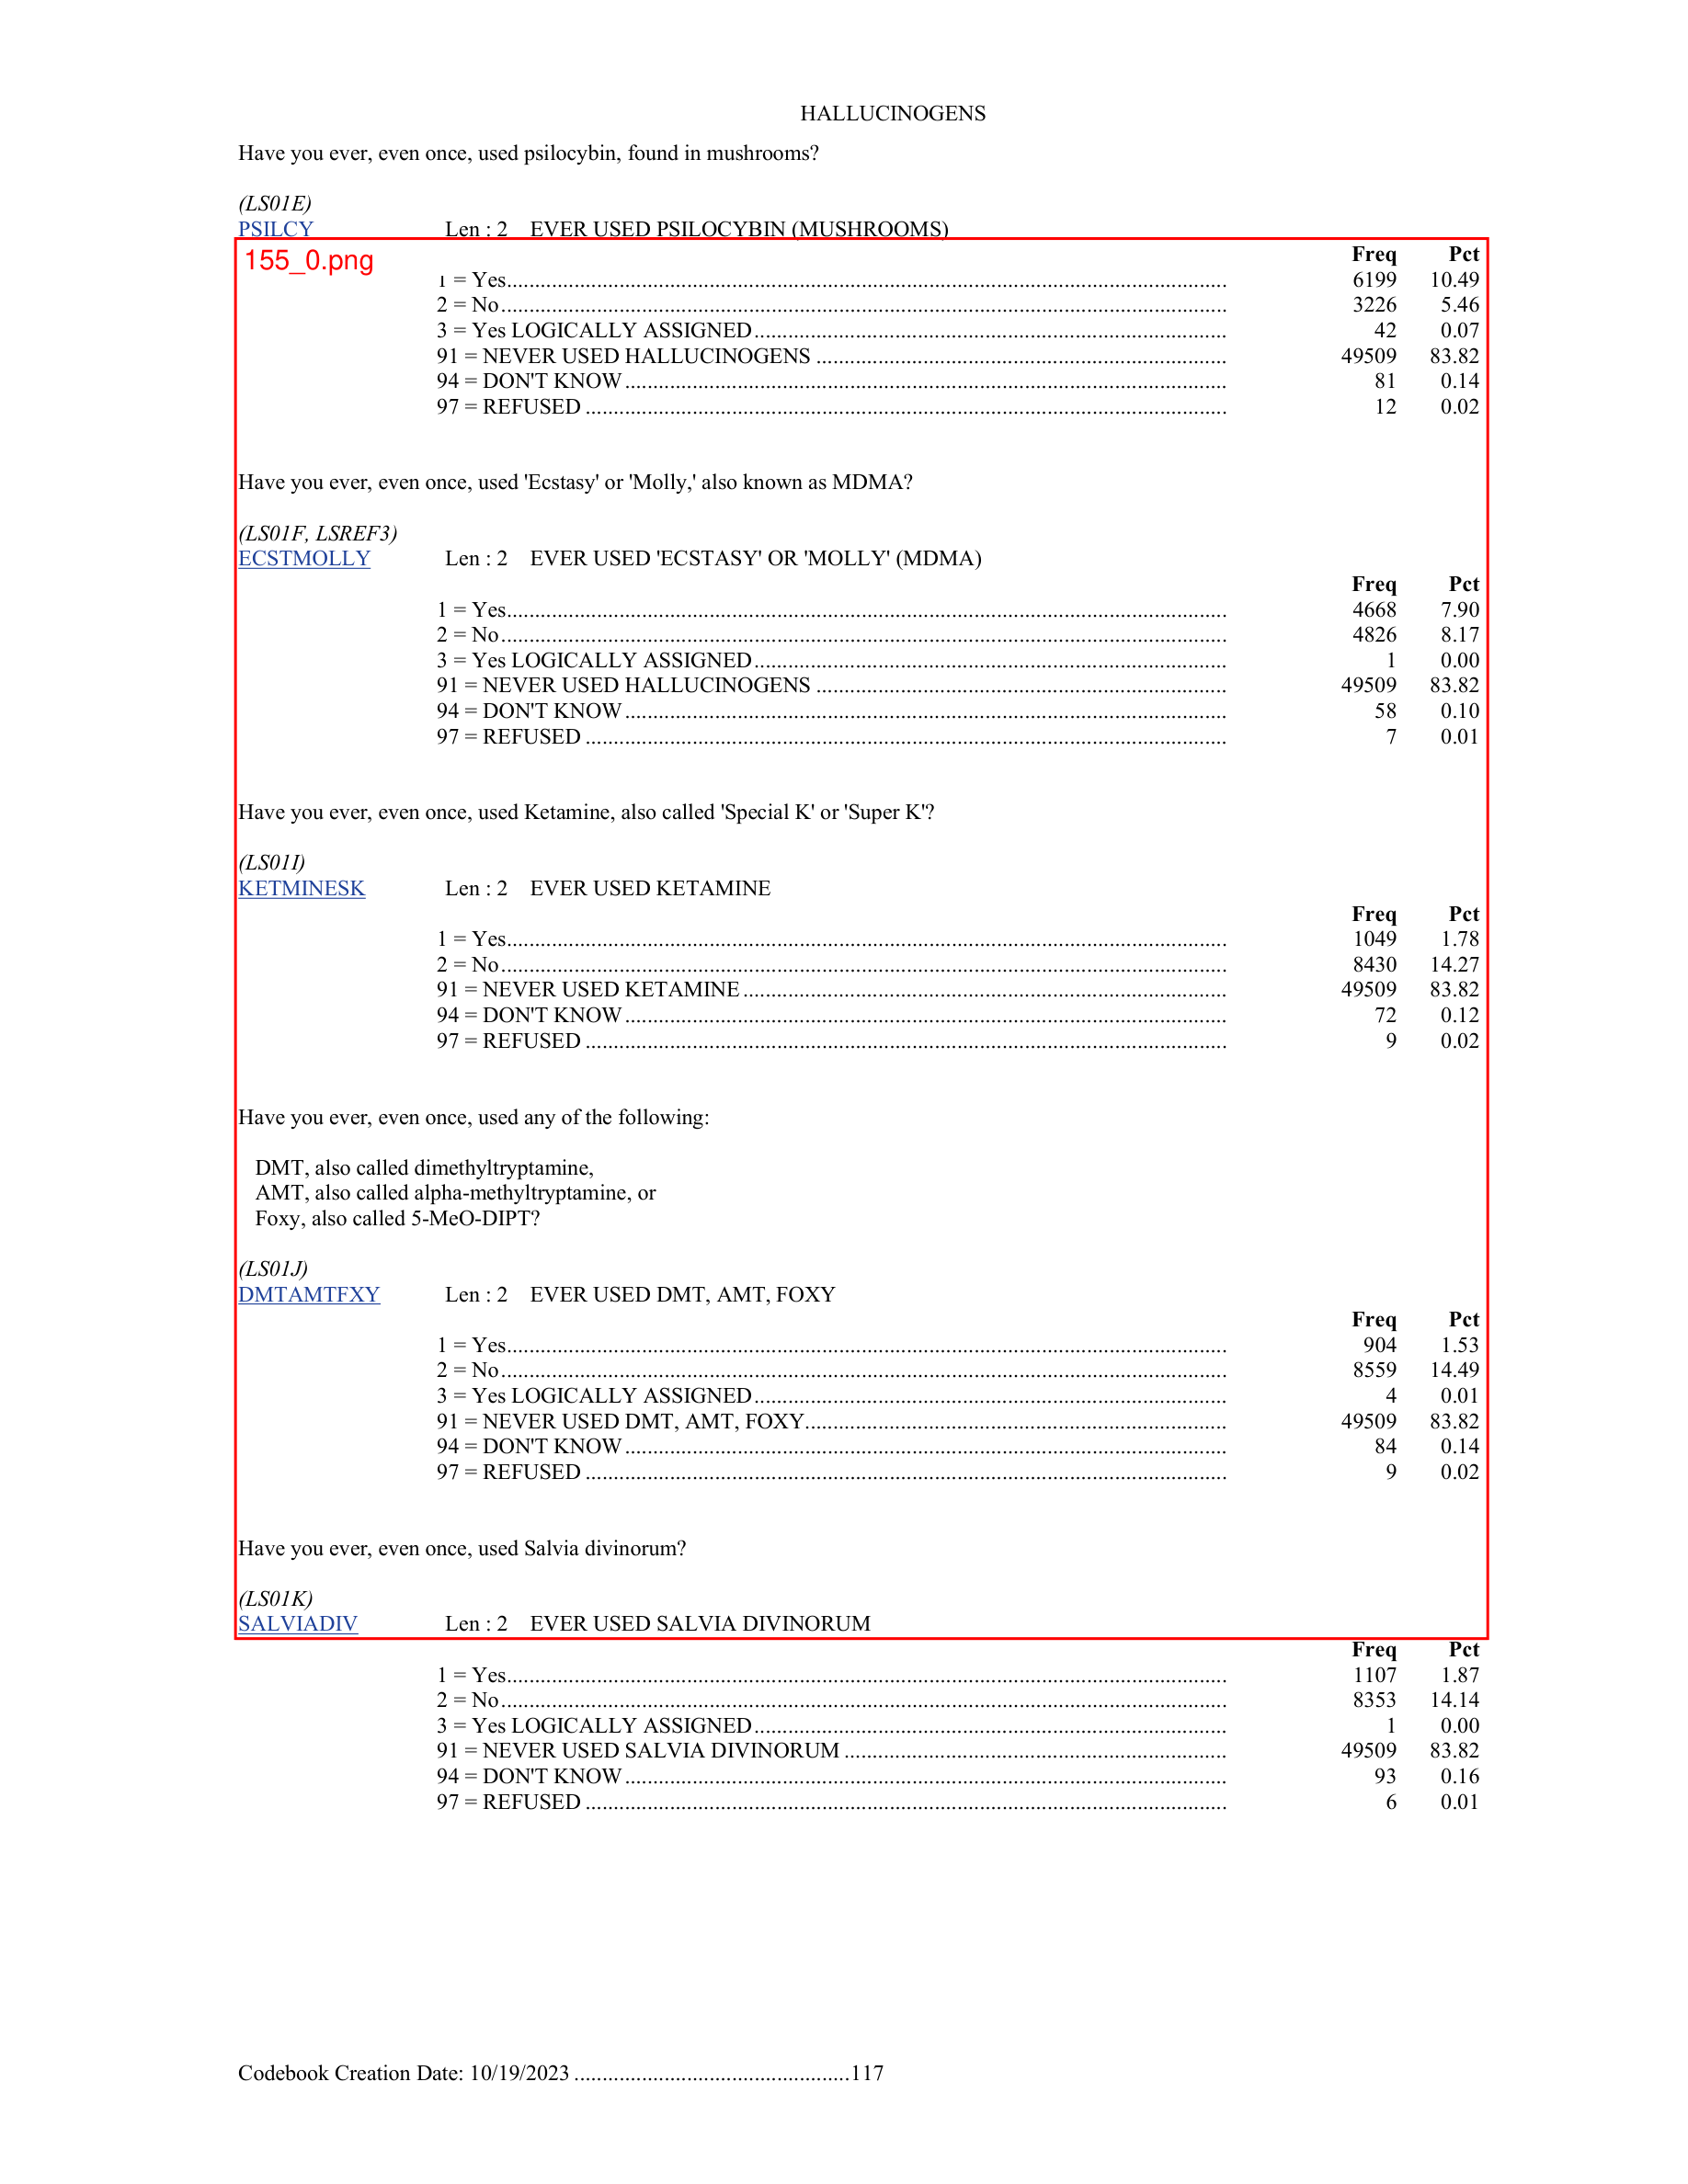 HALLUCINOGENS
Have you ever, even once, used psilocybin, found in mushrooms?
(LS01E)
PSILCY Len : 2 EVER USED PSILOCYBIN (MUSHROOMS)
155_0.png
Freq Pct
1 = Yes 6199 10.49
2 = No 3226 5.46
3 = Yes LOGICALLY ASSIGNED 42 0.07
91 = NEVER USED HALLUCINOGENS 49509 83.82
94 = DON'T KNOW 81 0.14
97 = REFUSED 12 0.02
Have you ever, even once, used 'Ecstasy' or 'Molly,' also known as MDMA?
(LS01F, LSREF3)
ECSTMOLLY Len : 2 EVER USED 'ECSTASY' OR 'MOLLY' (MDMA)
Freq Pct
1 = Yes 4668 7.90
2 = No 4826 8.17
3 = Yes LOGICALLY ASSIGNED 1 0.00
91 = NEVER USED HALLUCINOGENS 49509 83.82
94 = DON'T KNOW 58 0.10
97 = REFUSED 7 0.01
Have you ever, even once, used Ketamine, also called 'Special K' or 'Super K'?
(LS01I)
KETMINESK Len : 2 EVER USED KETAMINE
Freq Pct
1 = Yes 1049 1.78
2 = No 8430 14.27
91 = NEVER USED KETAMINE 49509 83.82
94 = DON'T KNOW 72 0.12
97 = REFUSED 9 0.02
Have you ever, even once, used any of the following:
DMT, also called dimethyltryptamine,
AMT, also called alpha-methyltryptamine, or
Foxy, also called 5-MeO-DIPT?
(LS01J)
DMTAMTFXY Len : 2 EVER USED DMT, AMT, FOXY
Freq Pct
1 = Yes 904 1.53
2 = No 8559 14.49
3 = Yes LOGICALLY ASSIGNED 4 0.01
91 = NEVER USED DMT, AMT, FOXY 49509 83.82
94 = DON'T KNOW 84 0.14
97 = REFUSED 9 0.02
Have you ever, even once, used Salvia divinorum?
(LS01K)
SALVIADIV Len : 2 EVER USED SALVIA DIVINORUM
Freq Pct
1 = Yes 1107 1.87
2 = No 8353 14.14
3 = Yes LOGICALLY ASSIGNED 1 0.00
91 = NEVER USED SALVIA DIVINORUM 49509 83.82
94 = DON'T KNOW 93 0.16
97 = REFUSED 6 0.01
Codebook Creation Date: 10/19/2023 117